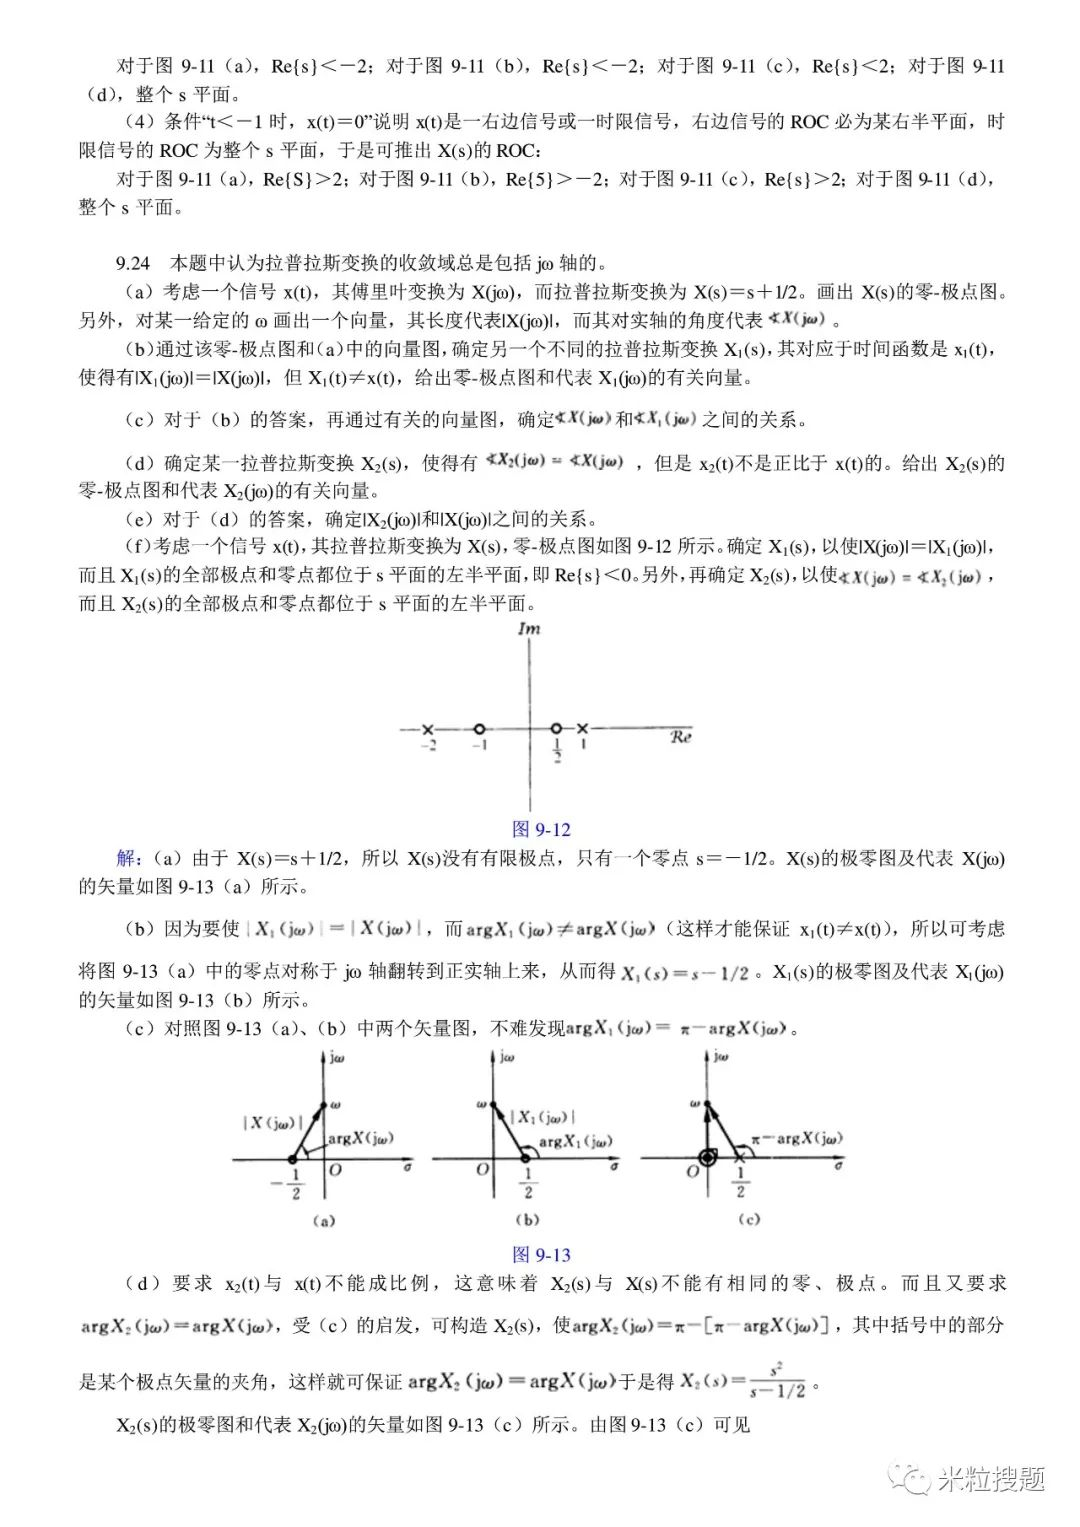 对于图 9-11（a），Re{s}＜－2；对于图 9-11（b），Re{s}＜－2；对于图 9-11（c），Re{s}＜2；对于图 9-11
（d），整个 s 平面。
（4）条件“t＜－1 时，x(t)＝0”说明 x(t)是一右边信号或一时限信号，右边信号的 ROC 必为某右半平面，时
限信号的 ROC 为整个 s 平面，于是可推出 X(s)的 ROC：
对于图 9-11（a），Re{S}＞2；对于图 9-11（b），Re{5}＞－2；对于图 9-11（c），Re{s}＞2；对于图 9-11（d），
整个 s 平面。
9.24 本题中认为拉普拉斯变换的收敛域总是包括 jω 轴的。
（a）考虑一个信号 x(t)，其傅里叶变换为 X(jω)，而拉普拉斯变换为 X(s)＝s＋1/2。画出 X(s)的零-极点图。
另外，对某一给定的 ω 画出一个向量，其长度代表|X(jω)|，而其对实轴的角度代表 ∢X(jω) 。
（b）通过该零-极点图和（a）中的向量图，确定另一个不同的拉普拉斯变换 X₁(s)，其对应于时间函数是 x₁(t)，
使得有|X₁(jω)|＝|X(jω)|，但 X₁(t)≠x(t)，给出零-极点图和代表 X₁(jω)的有关向量。
（c）对于（b）的答案，再通过有关的向量图，确定∢X(jω)和∢X₁(jω) 之间的关系。
（d）确定某一拉普拉斯变换 X₂(s)，使得有 ∢X₂(jω) = ∢X(jω) ，但是 x₂(t)不是正比于 x(t)的。给出 X₂(s)的
零-极点图和代表 X₂(jω)的有关向量。
（e）对于（d）的答案，确定|X₂(jω)|和|X(jω)|之间的关系。
（f）考虑一个信号 x(t)，其拉普拉斯变换为 X(s)，零-极点图如图 9-12 所示。确定 X₁(s)，以使|X(jω)|＝|X₁(jω)|，
而且 X₁(s)的全部极点和零点都位于 s 平面的左半平面，即 Re{s}＜0。另外，再确定 X₂(s)，以使∢X(jω) = ∢X₂(jω) ，
而且 X₂(s)的全部极点和零点都位于 s 平面的左半平面。
Im
-2 -1 1/2 1 Re
图 9-12
解：（a）由于 X(s)＝s＋1/2，所以 X(s)没有有限极点，只有一个零点 s＝－1/2。X(s)的极零图及代表 X(jω)
的矢量如图 9-13（a）所示。
（b）因为要使 |X₁(jω)|＝|X(jω)|，而 argX₁(jω)≠argX(jω)（这样才能保证 x₁(t)≠x(t)），所以可考虑
将图 9-13（a）中的零点对称于 jω 轴翻转到正实轴上来，从而得 X₁(s)＝s－1/2 。X₁(s)的极零图及代表 X₁(jω)
的矢量如图 9-13（b）所示。
（c）对照图 9-13（a）、（b）中两个矢量图，不难发现argX₁(jω)＝ π－argX(jω)。
jω jω jω
ω ω ω
|X(jω)| |X₁(jω)|
argX(jω) argX₁(jω) π－argX(jω)
O σ O σ O σ
-1/2 1/2 1/2
(a) (b) (c)
图 9-13
（d）要求 x₂(t)与 x(t)不能成比例，这意味着 X₂(s)与 X(s)不能有相同的零、极点。而且又要求
argX₂(jω)＝argX(jω)，受（c）的启发，可构造 X₂(s)，使argX₂(jω)＝π－[π－argX(jω)]，其中括号中的部分
是某个极点矢量的夹角，这样就可保证 argX₂(jω)＝argX(jω)于是得 X₂(s)＝s²/(s－1/2) 。
X₂(s)的极零图和代表 X₂(jω)的矢量如图 9-13（c）所示。由图 9-13（c）可见
米粒搜题